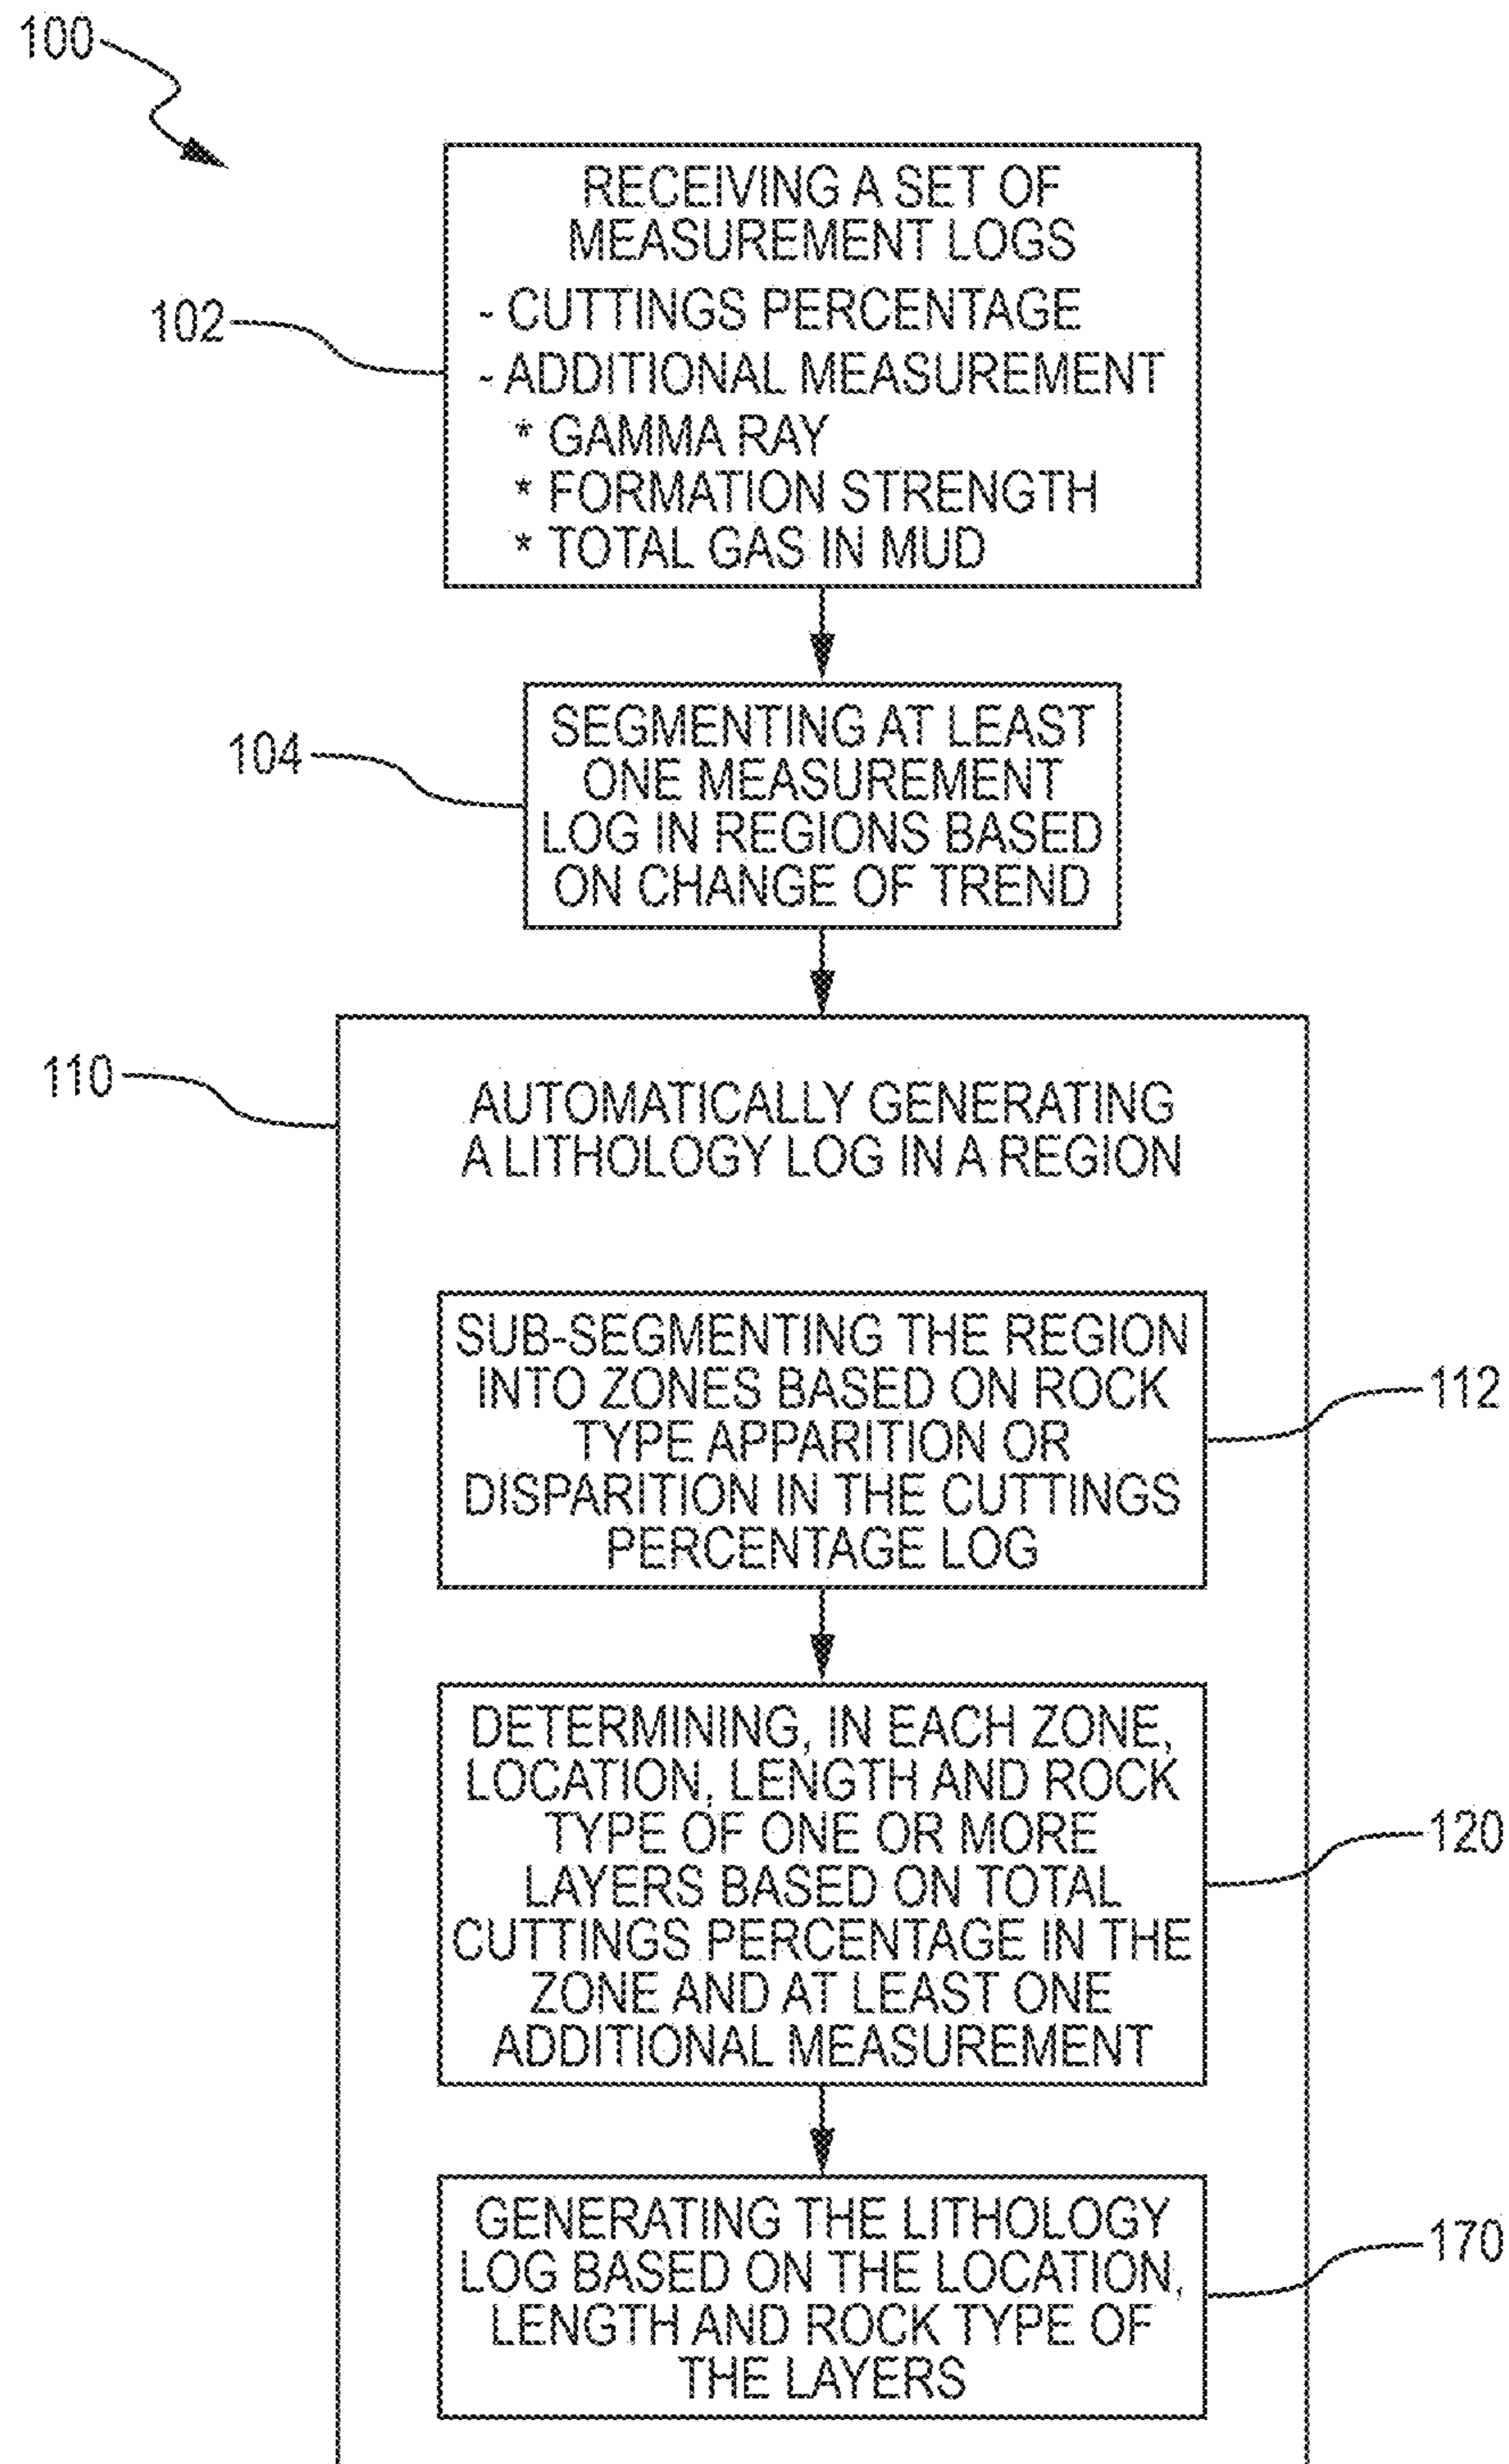 100
RECEIVING A SET OF
MEASUREMENT LOGS
- CUTTINGS PERCENTAGE
102
- ADDITIONAL MEASUREMENT
* GAMMA RAY
* FORMATION STRENGTH
* TOTAL GAS IN MUD
104
SEGMENTING AT LEAST
ONE MEASUREMENT
LOG IN REGIONS BASED
ON CHANGE OF TREND
110
AUTOMATICALLY GENERATING
A LITHOLOGY LOG IN A REGION
SUB-SEGMENTING THE REGION
INTO ZONES BASED ON ROCK
TYPE APPARITION OR
DISPARITION IN THE CUTTINGS
PERCENTAGE LOG
112
DETERMINING, IN EACH ZONE,
LOCATION, LENGTH AND ROCK
TYPE OF ONE OR MORE
LAYERS BASED ON TOTAL
CUTTINGS PERCENTAGE IN THE
ZONE AND AT LEAST ONE
ADDITIONAL MEASUREMENT
120
GENERATING THE LITHOLOGY
LOG BASED ON THE LOCATION,
LENGTH AND ROCK TYPE OF
THE LAYERS
170